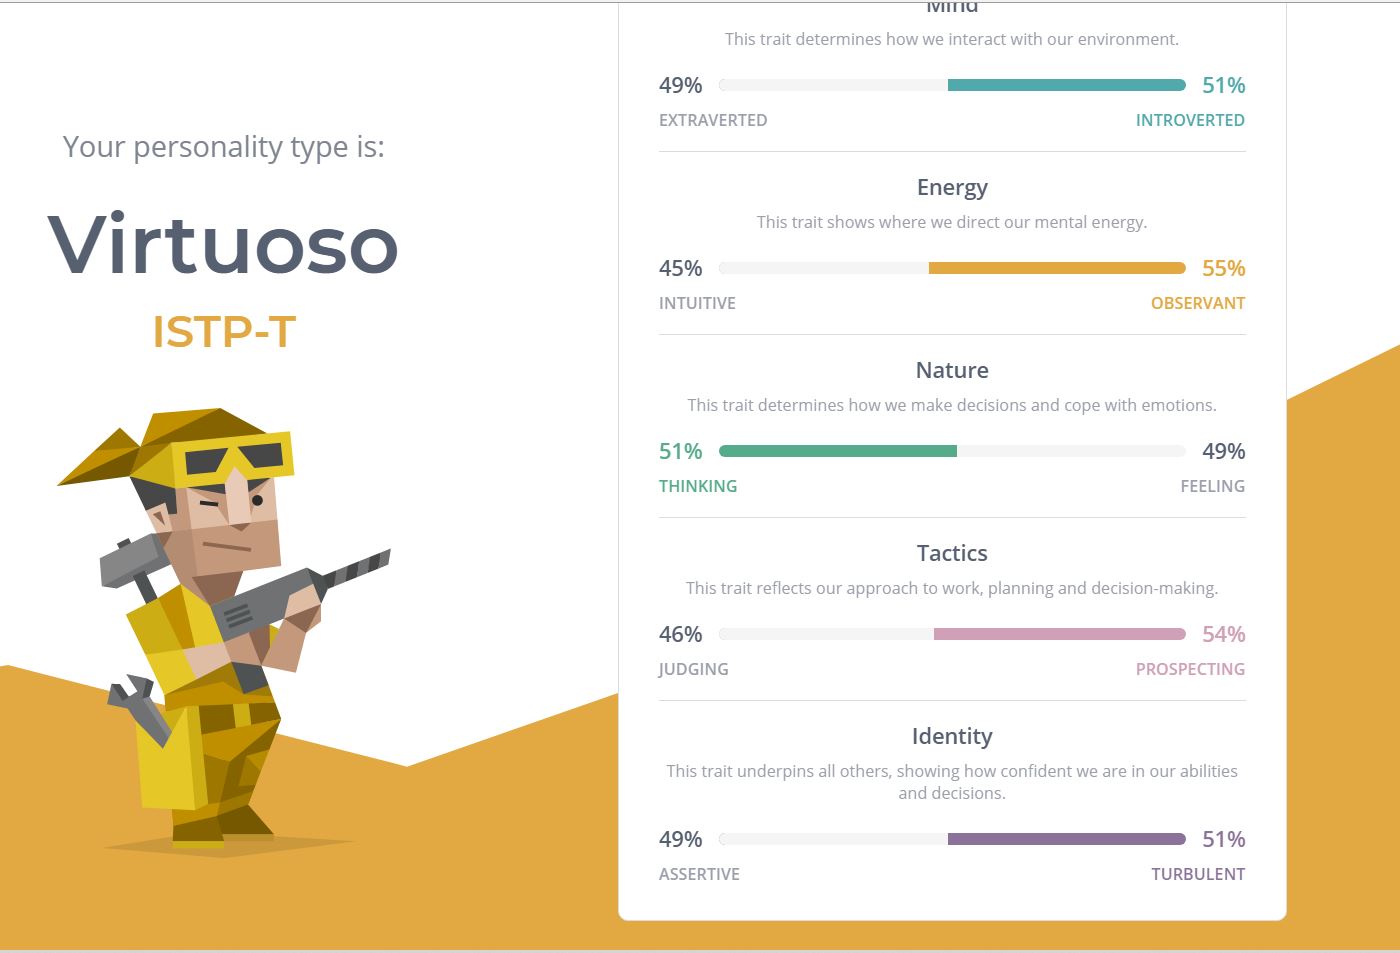 Your personality type is:
Virtuoso
ISTP-T
Mind
This trait determines how we interact with our environment.
49% 51%
EXTRAVERTED INTROVERTED
Energy
This trait shows where we direct our mental energy.
45% 55%
INTUITIVE OBSERVANT
Nature
This trait determines how we make decisions and cope with emotions.
51% 49%
THINKING FEELING
Tactics
This trait reflects our approach to work, planning and decision-making.
46% 54%
JUDGING PROSPECTING
Identity
This trait underpins all others, showing how confident we are in our abilities
and decisions.
49% 51%
ASSERTIVE TURBULENT